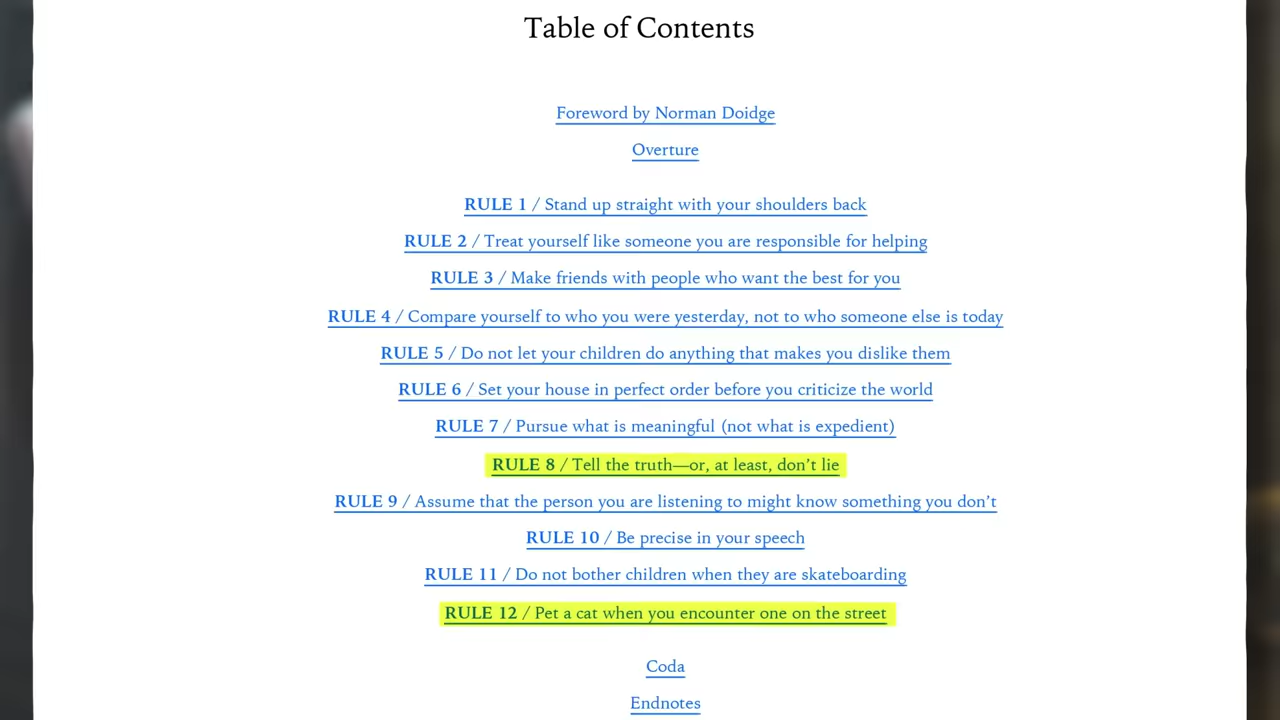 Table of Contents
Foreword by Norman Doidge
Overture
RULE 1 / Stand up straight with your shoulders back
RULE 2 / Treat yourself like someone you are responsible for helping
RULE 3 / Make friends with people who want the best for you
RULE 4 / Compare yourself to who you were yesterday, not to who someone else is today
RULE 5 / Do not let your children do anything that makes you dislike them
RULE 6 / Set your house in perfect order before you criticize the world
RULE 7 / Pursue what is meaningful (not what is expedient)
RULE 8 / Tell the truth—or, at least, don’t lie
RULE 9 / Assume that the person you are listening to might know something you don’t
RULE 10 / Be precise in your speech
RULE 11 / Do not bother children when they are skateboarding
RULE 12 / Pet a cat when you encounter one on the street
Coda
Endnotes